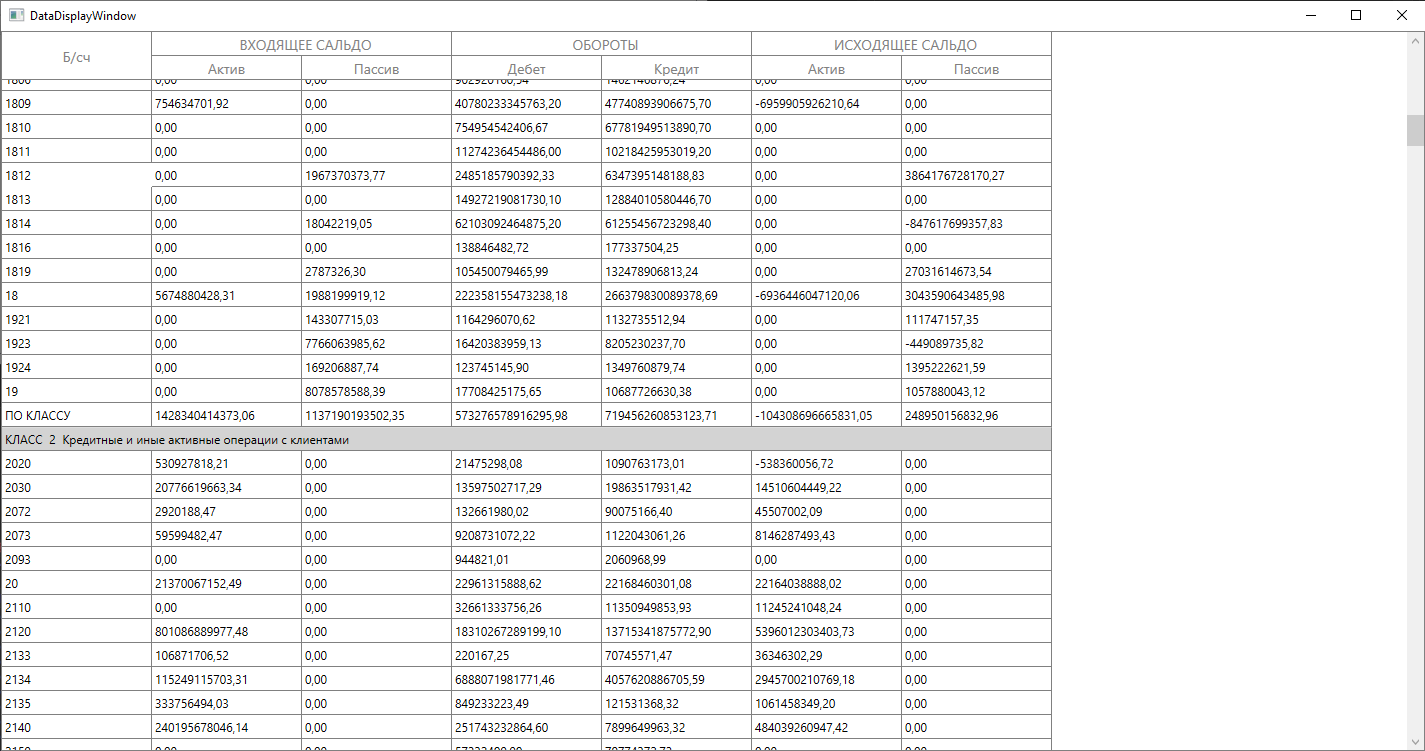 DataDisplayWindow
Б/сч ВХОДЯЩЕЕ САЛЬДО ОБОРОТЫ ИСХОДЯЩЕЕ САЛЬДО
Актив Пассив Дебет Кредит Актив Пассив
1809 754634701,92 0,00 40780233345763,20 47740893906675,70 -6959905926210,64 0,00
1810 0,00 0,00 754954542406,67 67781949513890,70 0,00 0,00
1811 0,00 0,00 11274236454486,00 10218425953019,20 0,00 0,00
1812 0,00 1967370373,77 2485185790392,33 6347395148188,83 0,00 3864176728170,27
1813 0,00 0,00 14927219081730,10 12884010580446,70 0,00 0,00
1814 0,00 18042219,05 62103092464875,20 61255456723298,40 0,00 -847617699357,83
1816 0,00 0,00 138846482,72 177337504,25 0,00 0,00
1819 0,00 2787326,30 105450079465,99 132478906813,24 0,00 27031614673,54
18 5674880428,31 1988199919,12 222358155473238,18 266379830089378,69 -6936446047120,06 3043590643485,98
1921 0,00 143307715,03 1164296070,62 1132735512,94 0,00 111747157,35
1923 0,00 7766063985,62 16420383959,13 8205230237,70 0,00 -449089735,82
1924 0,00 169206887,74 123745145,90 1349760879,74 0,00 1395222621,59
19 0,00 8078578588,39 17708425175,65 10687726630,38 0,00 1057880043,12
ПО КЛАССУ 1428340414373,06 1137190193502,35 573276578916295,98 719456260853123,71 -104308696665831,05 248950156832,96
КЛАСС 2 Кредитные и иные активные операции с клиентами
2020 530927818,21 0,00 21475298,08 1090763173,01 -538360056,72 0,00
2030 20776619663,34 0,00 13597502717,29 19863517931,42 14510604449,22 0,00
2072 2920188,47 0,00 132661980,02 90075166,40 45507002,09 0,00
2073 59599482,47 0,00 9208731072,22 1122043061,26 8146287493,43 0,00
2093 0,00 0,00 944821,01 2060968,99 0,00 0,00
20 21370067152,49 0,00 22961315888,62 22168460301,08 22164038888,02 0,00
2110 0,00 0,00 32661333756,26 11350949853,93 11245241048,24 0,00
2120 801086889977,48 0,00 18310267289199,10 13715341875772,90 5396012303403,73 0,00
2133 106871706,52 0,00 220167,25 70745571,47 36346302,29 0,00
2134 115249115703,31 0,00 6888071981771,46 4057620886705,59 2945700210769,18 0,00
2135 333756494,03 0,00 849233223,49 121531368,32 1061458349,20 0,00
2140 240195678046,14 0,00 251743232864,60 7899649963,32 484039260947,42 0,00